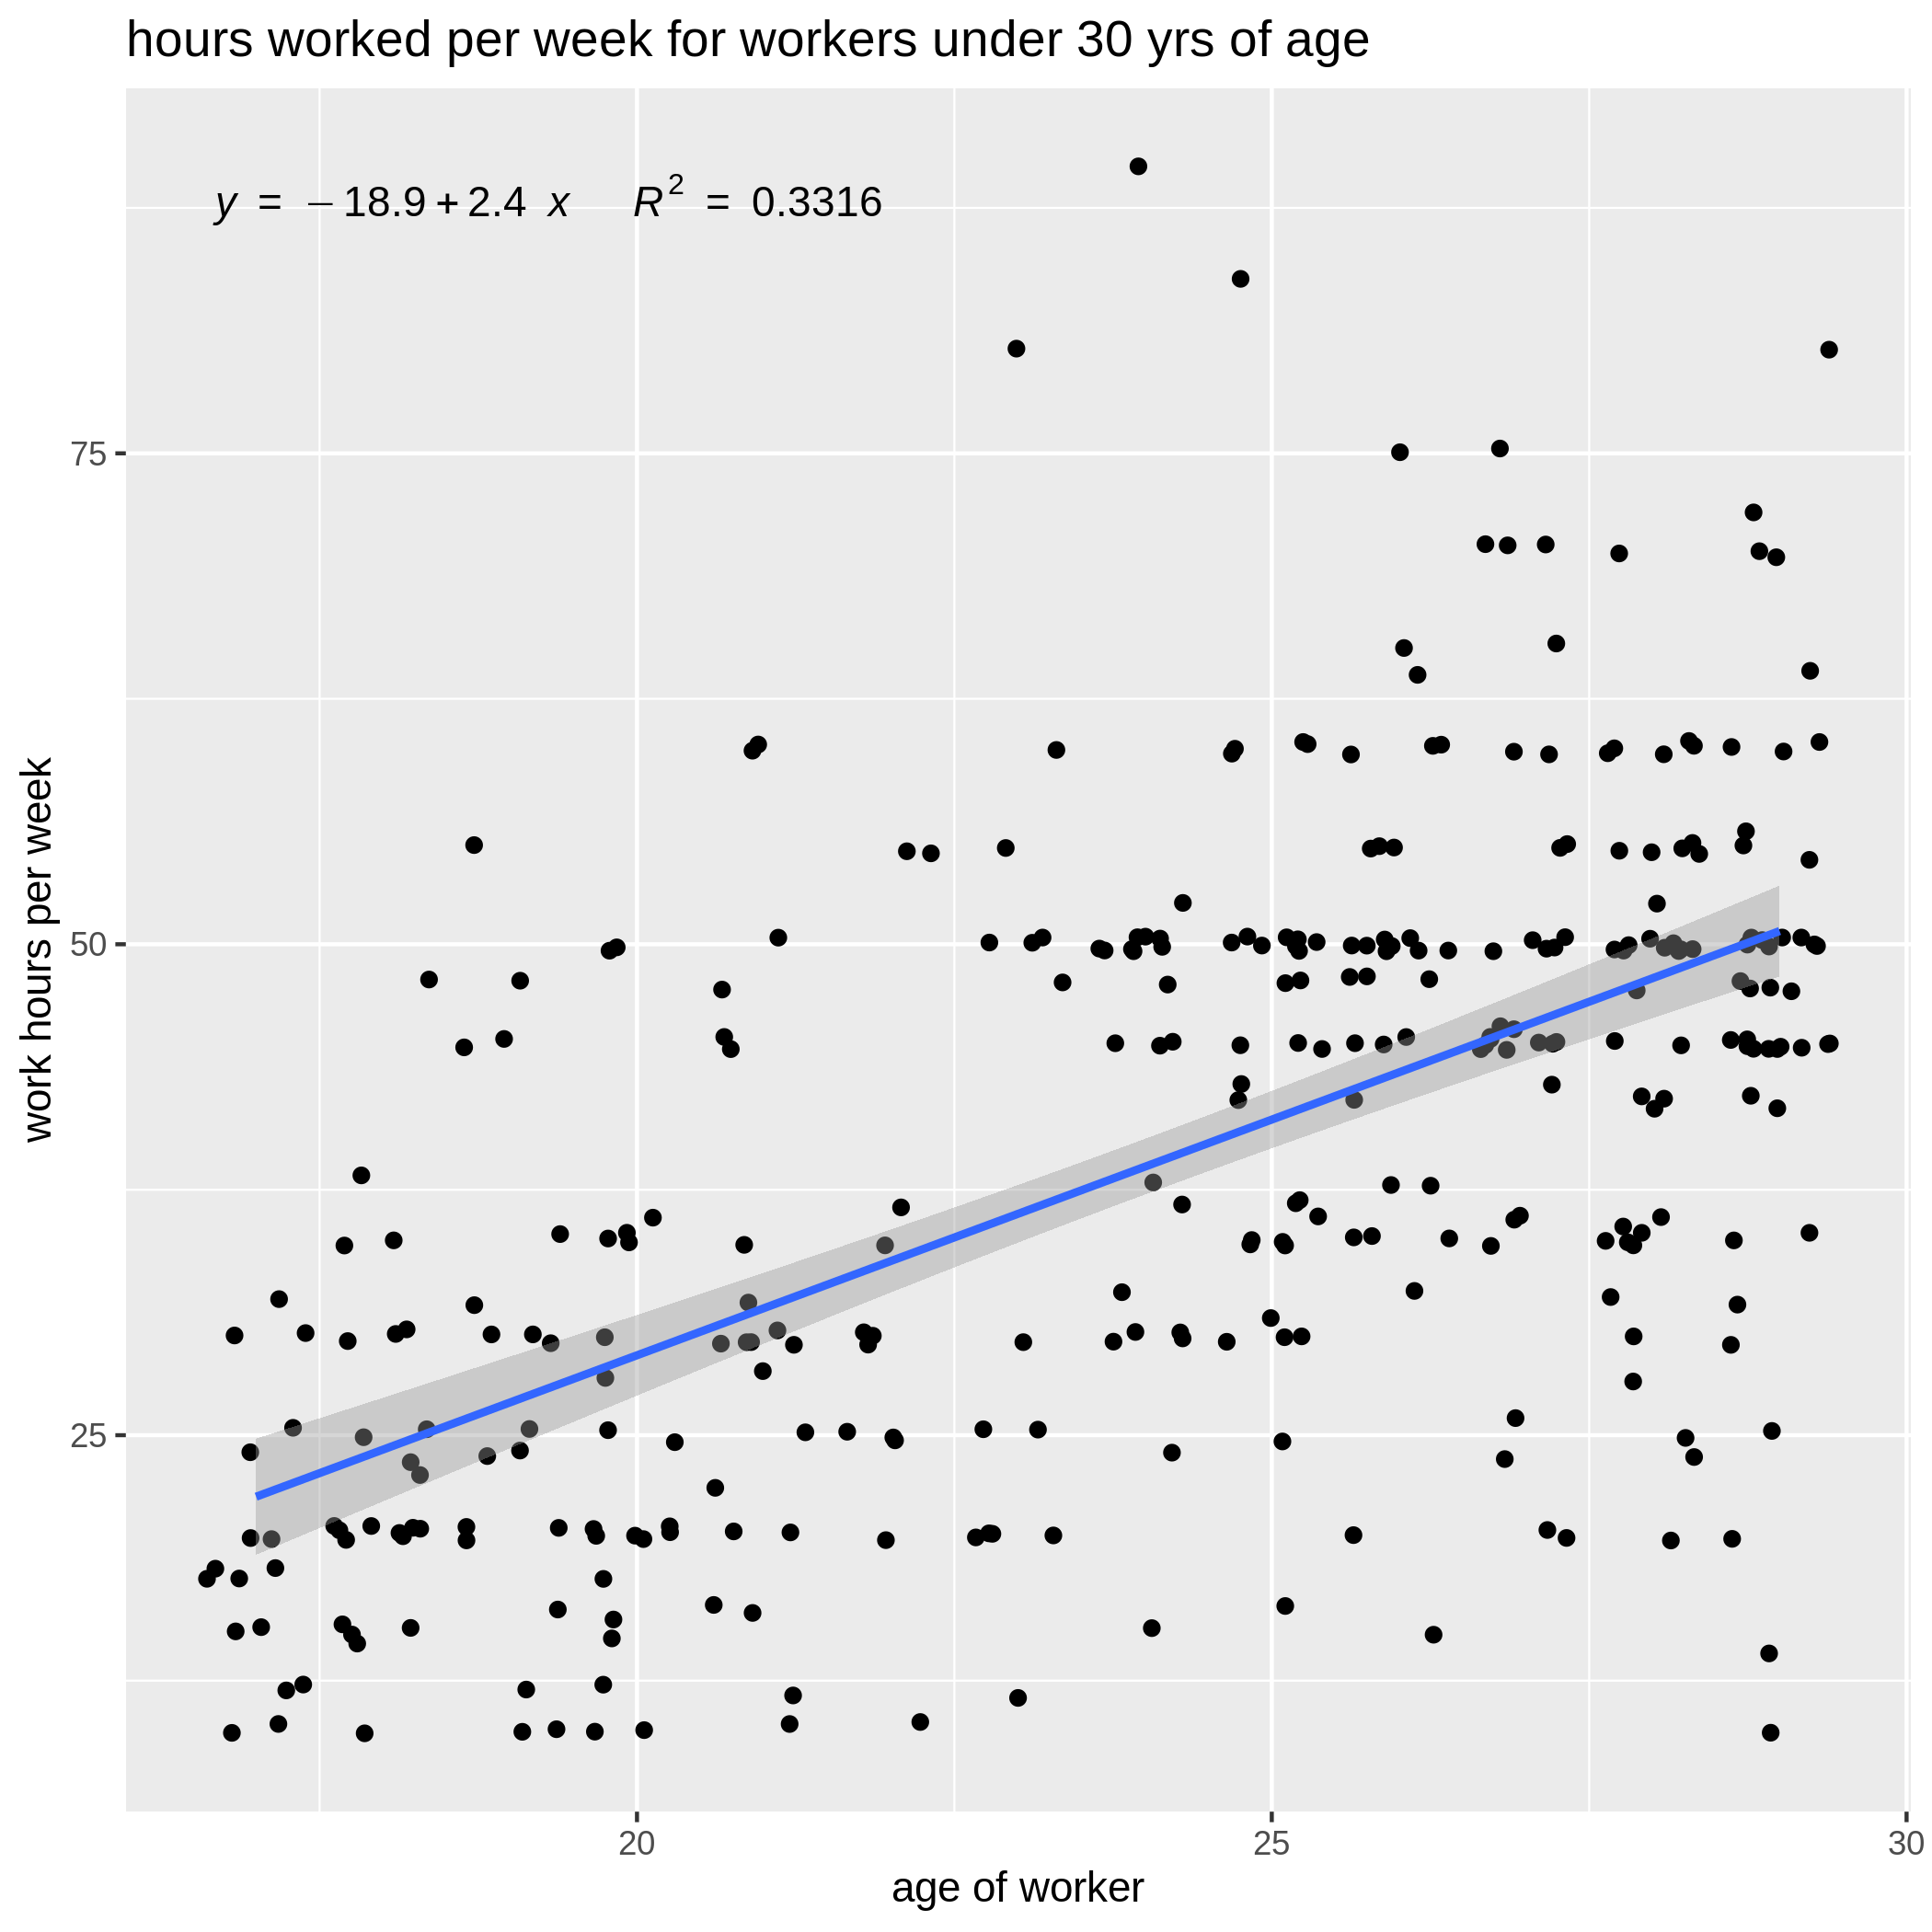 hours worked per week for workers under 30 yrs of age
y = −18.9+2.4 x R² = 0.3316
75
50
25
work hours per week
20 25 30
age of worker